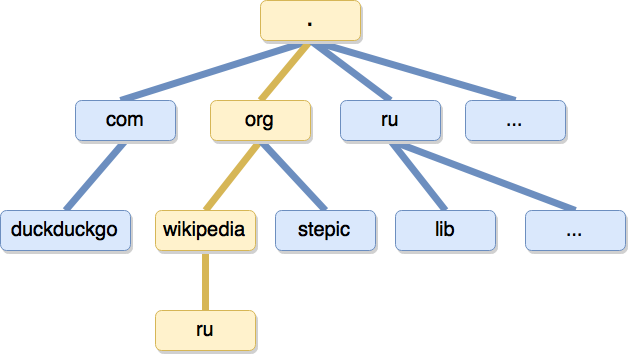 .
com
org
ru
...
duckduckgo
wikipedia
stepic
lib
...
ru